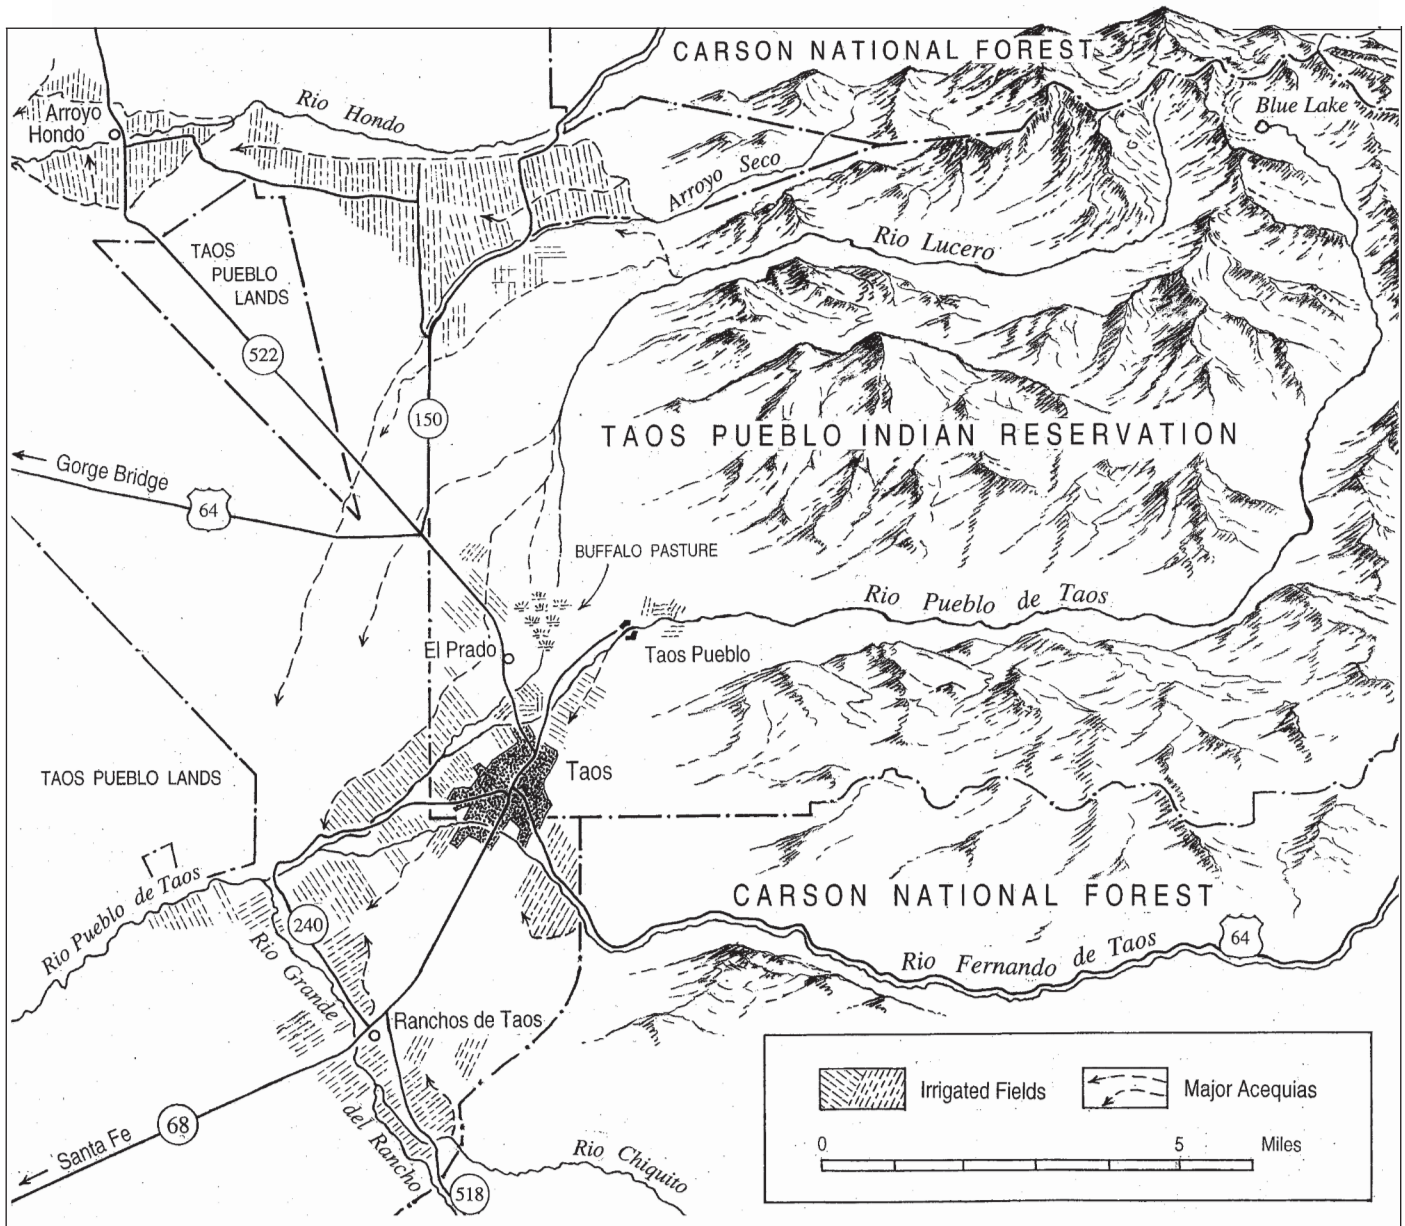 CARSON NATIONAL FOREST
Blue Lake
Arroyo
Hondo
Rio Hondo
Arroyo Seco
Rio Lucero
TAOS
PUEBLO
LANDS
522
150
TAOS PUEBLO INDIAN RESERVATION
Gorge Bridge
64
BUFFALO PASTURE
Rio Pueblo de Taos
El Prado
Taos Pueblo
Taos
TAOS PUEBLO LANDS
Rio Pueblo de Taos
CARSON NATIONAL FOREST
240
64
Rio Fernando de Taos
Rio Grande
del Rancho
Ranchos de Taos
68
Santa Fe
Rio Chiquito
518
Irrigated Fields
Major Acequias
0 5 Miles